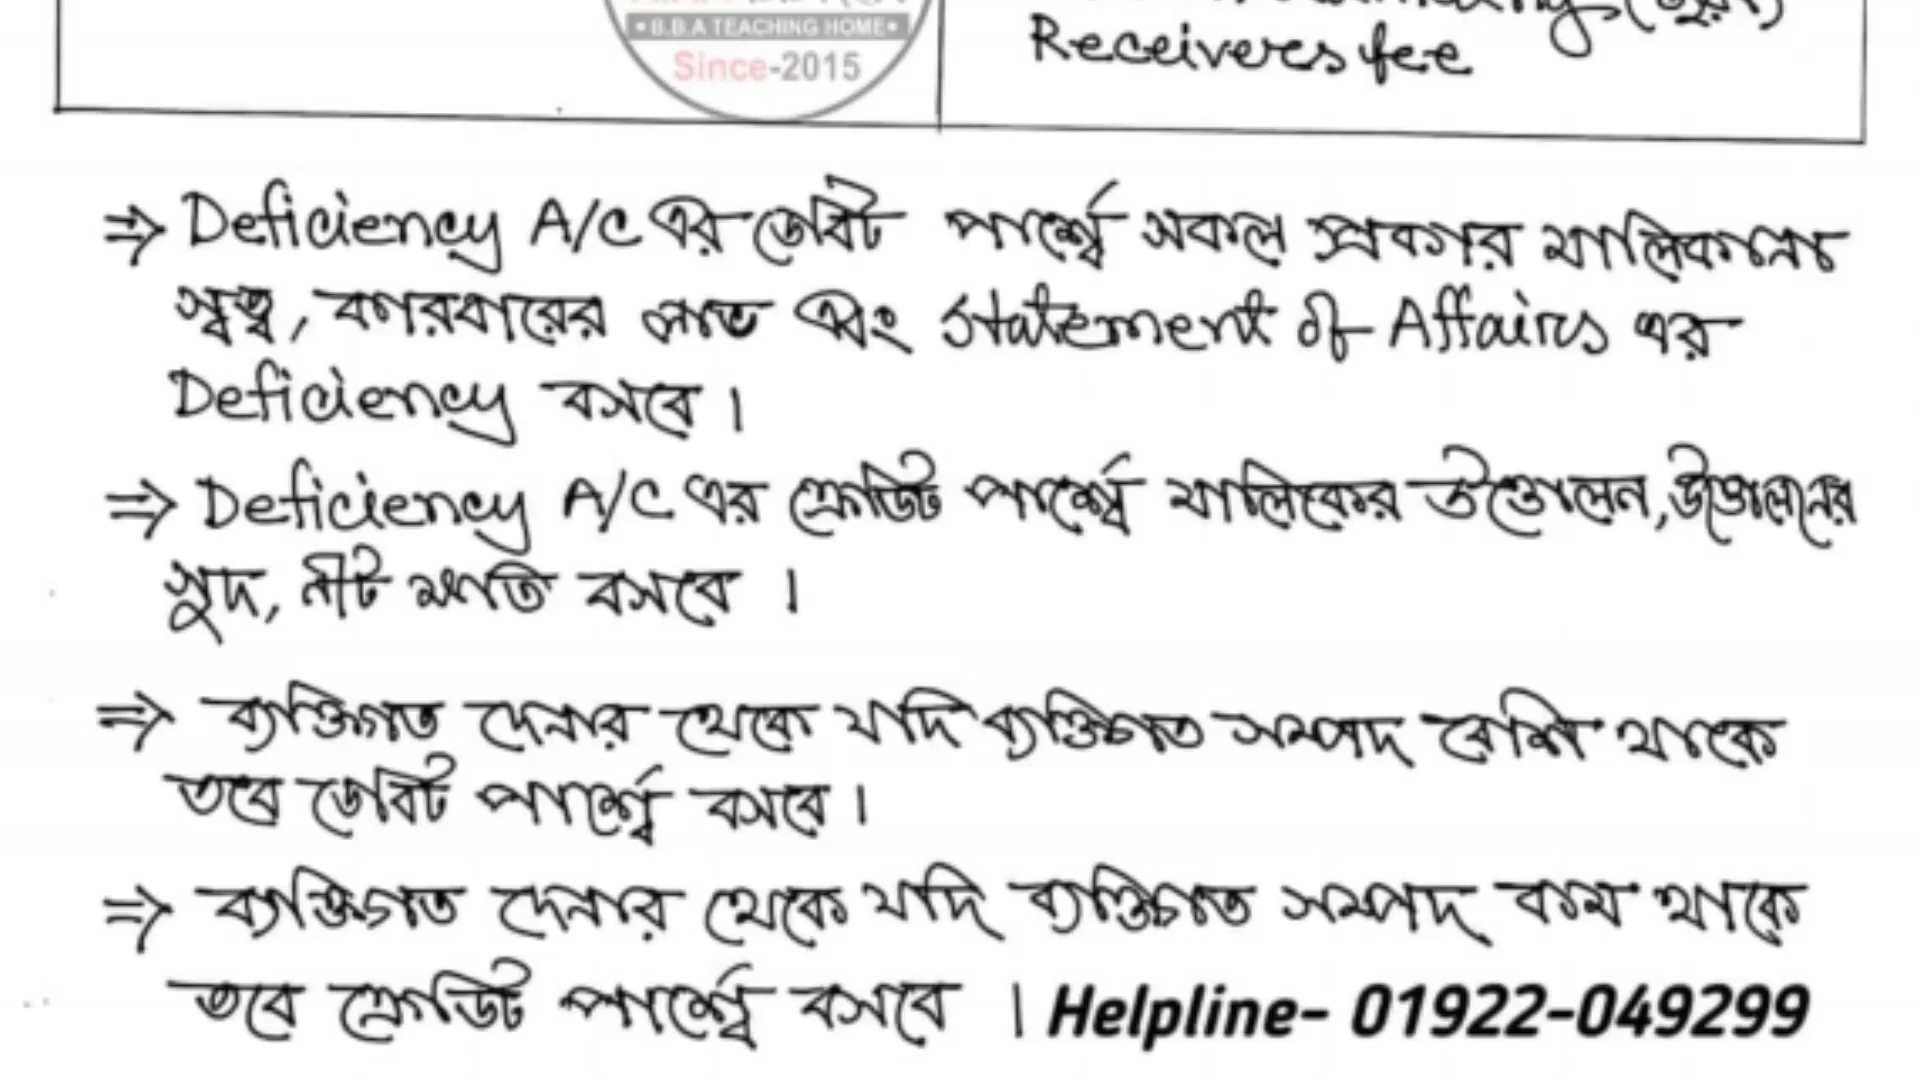 • B.B.A TEACHING HOME •
Since-2015
Receivers fee
⇒ Deficiency A/C এর ডেবিট পার্শ্বে সকল প্রকার মালিকানা
স্বত্ব, কারবারের লাভ এবং Statement of Affairs এর
Deficiency বসবে।
⇒ Deficiency A/C এর ক্রেডিট পার্শ্বে মালিকের উত্তোলন, উত্তোলনের
সুদ, নীট ক্ষতি বসবে ।
⇒ ব্যক্তিগত দেনার থেকে যদি ব্যক্তিগত সম্পদ বেশি থাকে
তবে ডেবিট পার্শ্বে বসবে।
⇒ ব্যক্তিগত দেনার থেকে যদি ব্যক্তিগত সম্পদ কম থাকে
তবে ক্রেডিট পার্শ্বে বসবে । Helpline- 01922-049299